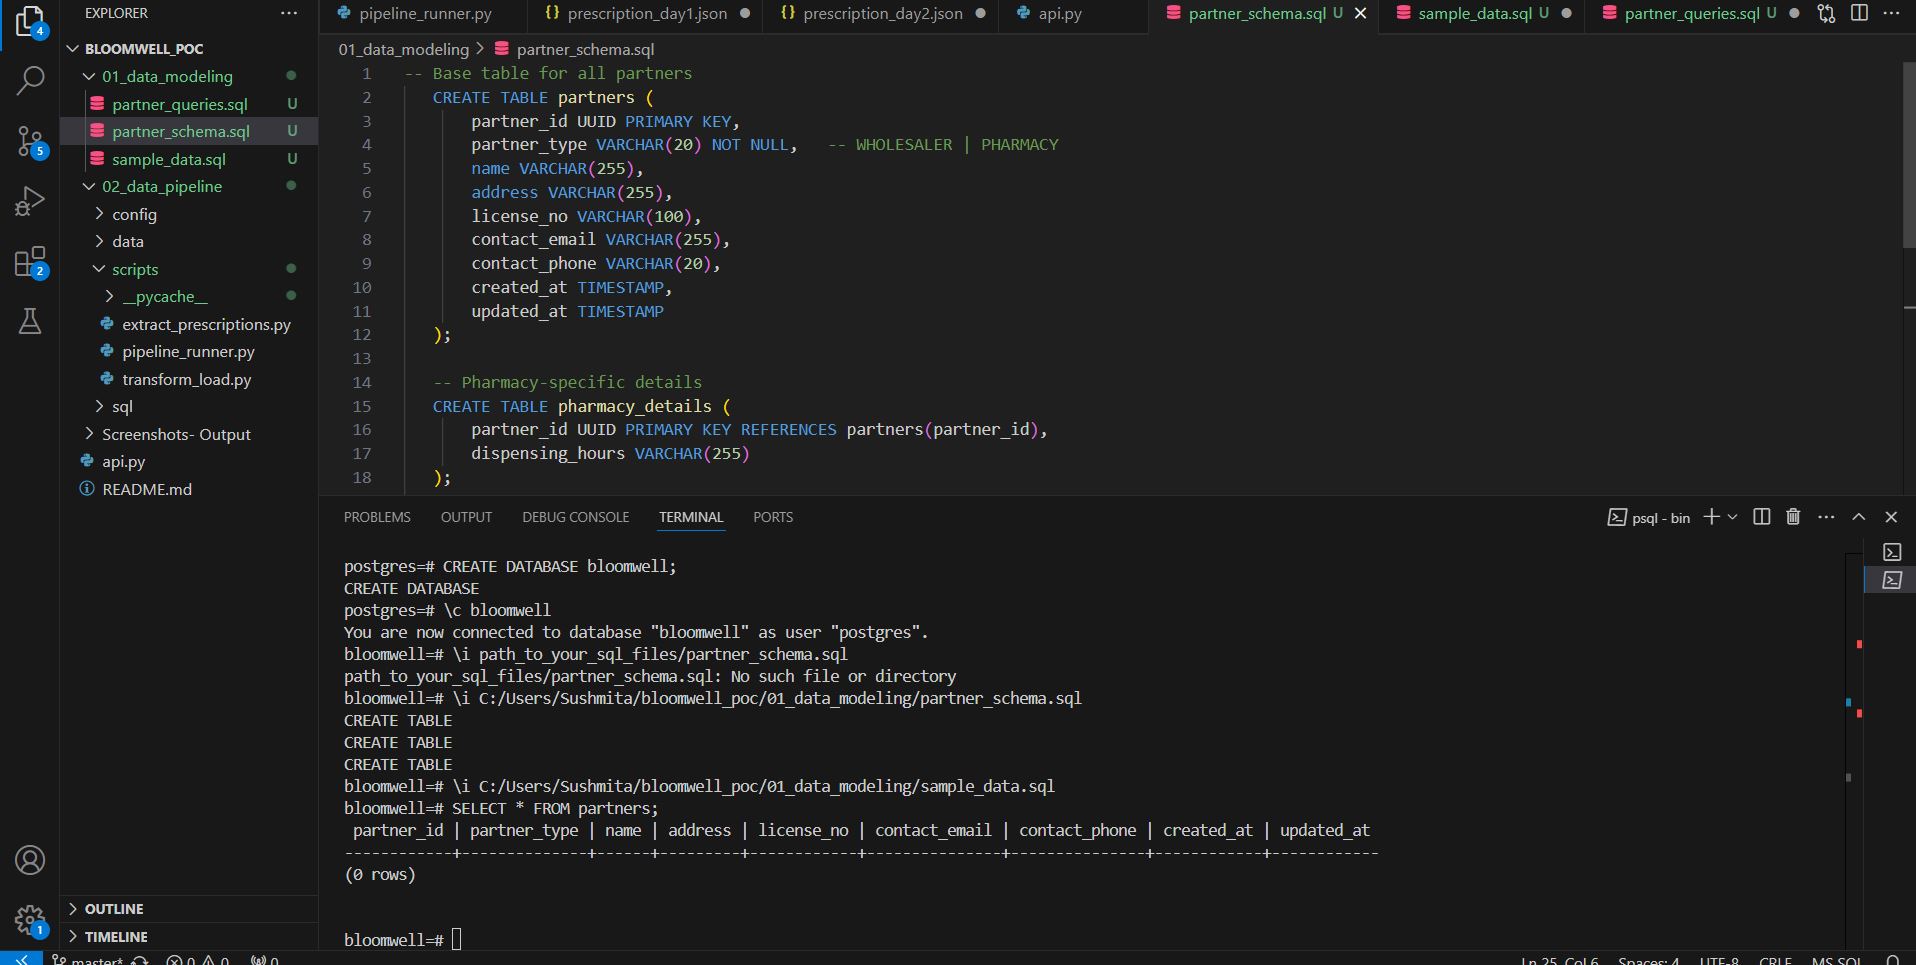 EXPLORER
pipeline_runner.py
{} prescription_day1.json
{} prescription_day2.json
api.py
partner_schema.sql U
sample_data.sql U
partner_queries.sql U
4
5
2
1
BLOOMWELL_POC
01_data_modeling
partner_queries.sql U
partner_schema.sql U
sample_data.sql U
02_data_pipeline
config
data
scripts
__pycache__
extract_prescriptions.py
pipeline_runner.py
transform_load.py
sql
Screenshots- Output
api.py
README.md
OUTLINE
TIMELINE
01_data_modeling > partner_schema.sql
1 -- Base table for all partners
2 CREATE TABLE partners (
3 partner_id UUID PRIMARY KEY,
4 partner_type VARCHAR(20) NOT NULL, -- WHOLESALER | PHARMACY
5 name VARCHAR(255),
6 address VARCHAR(255),
7 license_no VARCHAR(100),
8 contact_email VARCHAR(255),
9 contact_phone VARCHAR(20),
10 created_at TIMESTAMP,
11 updated_at TIMESTAMP
12 );
13
14 -- Pharmacy-specific details
15 CREATE TABLE pharmacy_details (
16 partner_id UUID PRIMARY KEY REFERENCES partners(partner_id),
17 dispensing_hours VARCHAR(255)
18 );
PROBLEMS OUTPUT DEBUG CONSOLE TERMINAL PORTS
psql - bin
postgres=# CREATE DATABASE bloomwell;
CREATE DATABASE
postgres=# \c bloomwell
You are now connected to database "bloomwell" as user "postgres".
bloomwell=# \i path_to_your_sql_files/partner_schema.sql
path_to_your_sql_files/partner_schema.sql: No such file or directory
bloomwell=# \i C:/Users/Sushmita/bloomwell_poc/01_data_modeling/partner_schema.sql
CREATE TABLE
CREATE TABLE
CREATE TABLE
bloomwell=# \i C:/Users/Sushmita/bloomwell_poc/01_data_modeling/sample_data.sql
bloomwell=# SELECT * FROM partners;
partner_id | partner_type | name | address | license_no | contact_email | contact_phone | created_at | updated_at
------------+--------------+------+---------+------------+---------------+---------------+------------+------------
(0 rows)
bloomwell=#
master* 0 0 0
Ln 25, Col 6 Spaces: 4 UTF-8 CRLF MS SQL